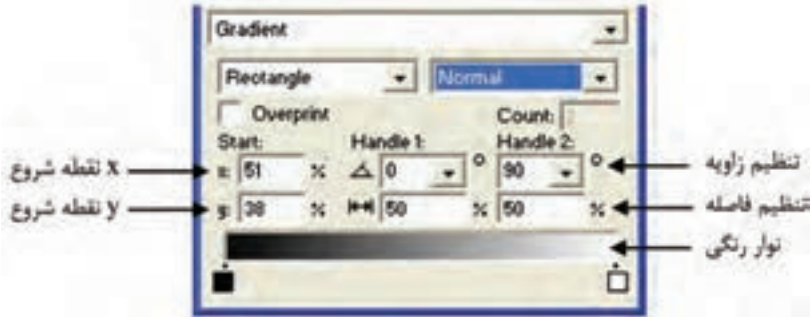 Gradient
Rectangle Normal
Overprint Count:
Start: Handle 1: Handle 2:
x نقطه شروع x: 51 % 0 ° 90 ° تنظیم زاویه
y نقطه شروع y: 38 % 50 % 50 % تنظیم فاصله
نوار رنگی